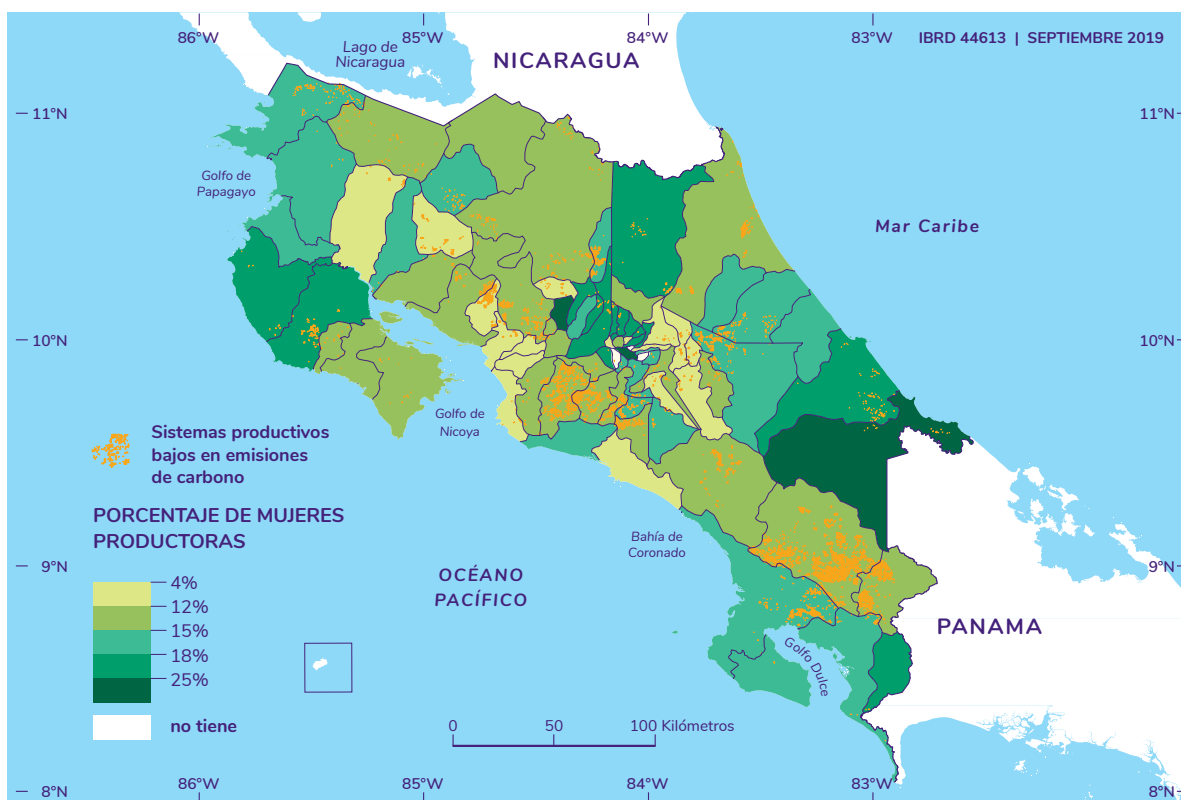 86°W
85°W
84°W
83°W
IBRD 44613 | SEPTIEMBRE 2019
Lago de
Nicaragua
NICARAGUA
11°N
11°N
Golfo de
Papagayo
Mar Caribe
10°N
10°N
Golfo de
Nicoya
Sistemas productivos
bajos en emisiones
de carbono
PORCENTAJE DE MUJERES
PRODUCTORAS
4%
12%
15%
18%
25%
no tiene
Bahía de
Coronado
OCÉANO
PACÍFICO
9°N
9°N
PANAMA
Golfo Dulce
0 50 100 Kilómetros
8°N
86°W
85°W
84°W
83°W
8°N